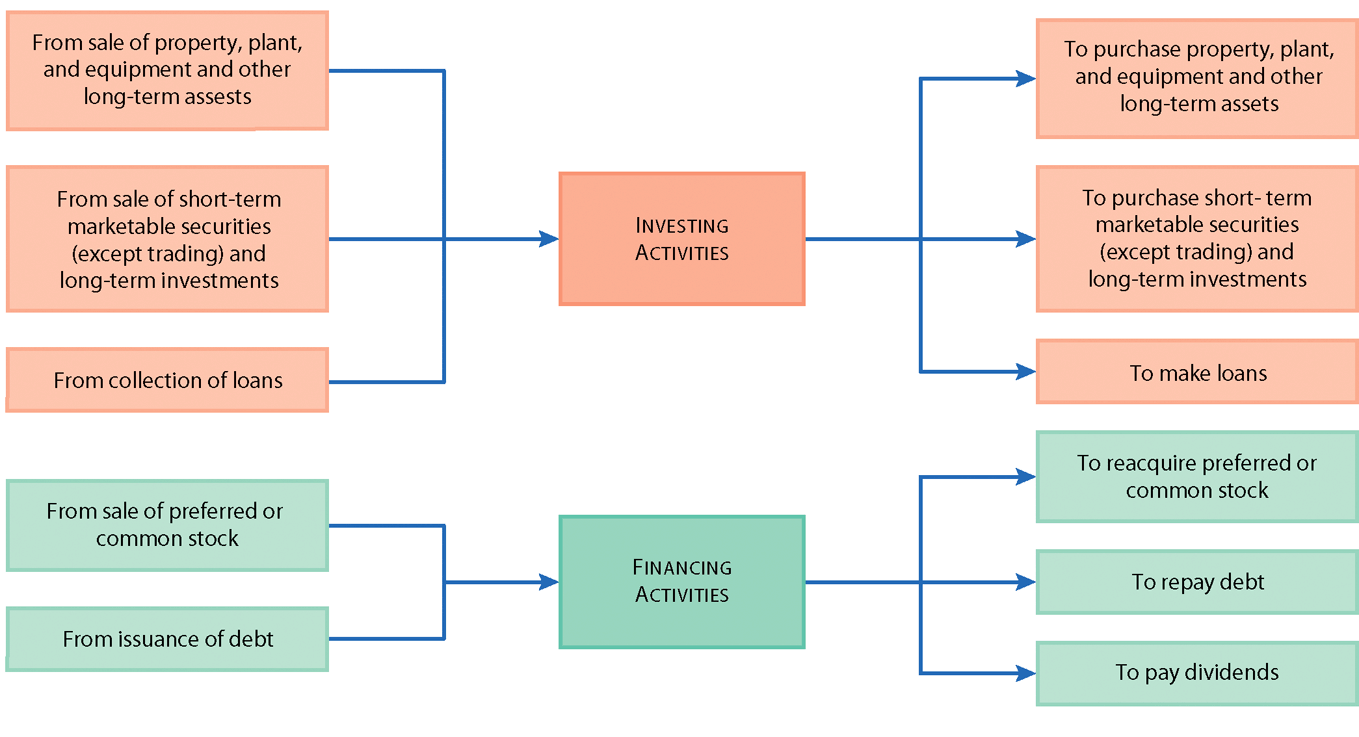 From sale of property, plant,
and equipment and other
long-term assests
From sale of short-term
marketable securities
(except trading) and
long-term investments
From collection of loans
INVESTING
ACTIVITIES
To purchase property, plant,
and equipment and other
long-term assets
To purchase short- term
marketable securities
(except trading) and
long-term investments
To make loans
From sale of preferred or
common stock
From issuance of debt
FINANCING
ACTIVITIES
To reacquire preferred or
common stock
To repay debt
To pay dividends